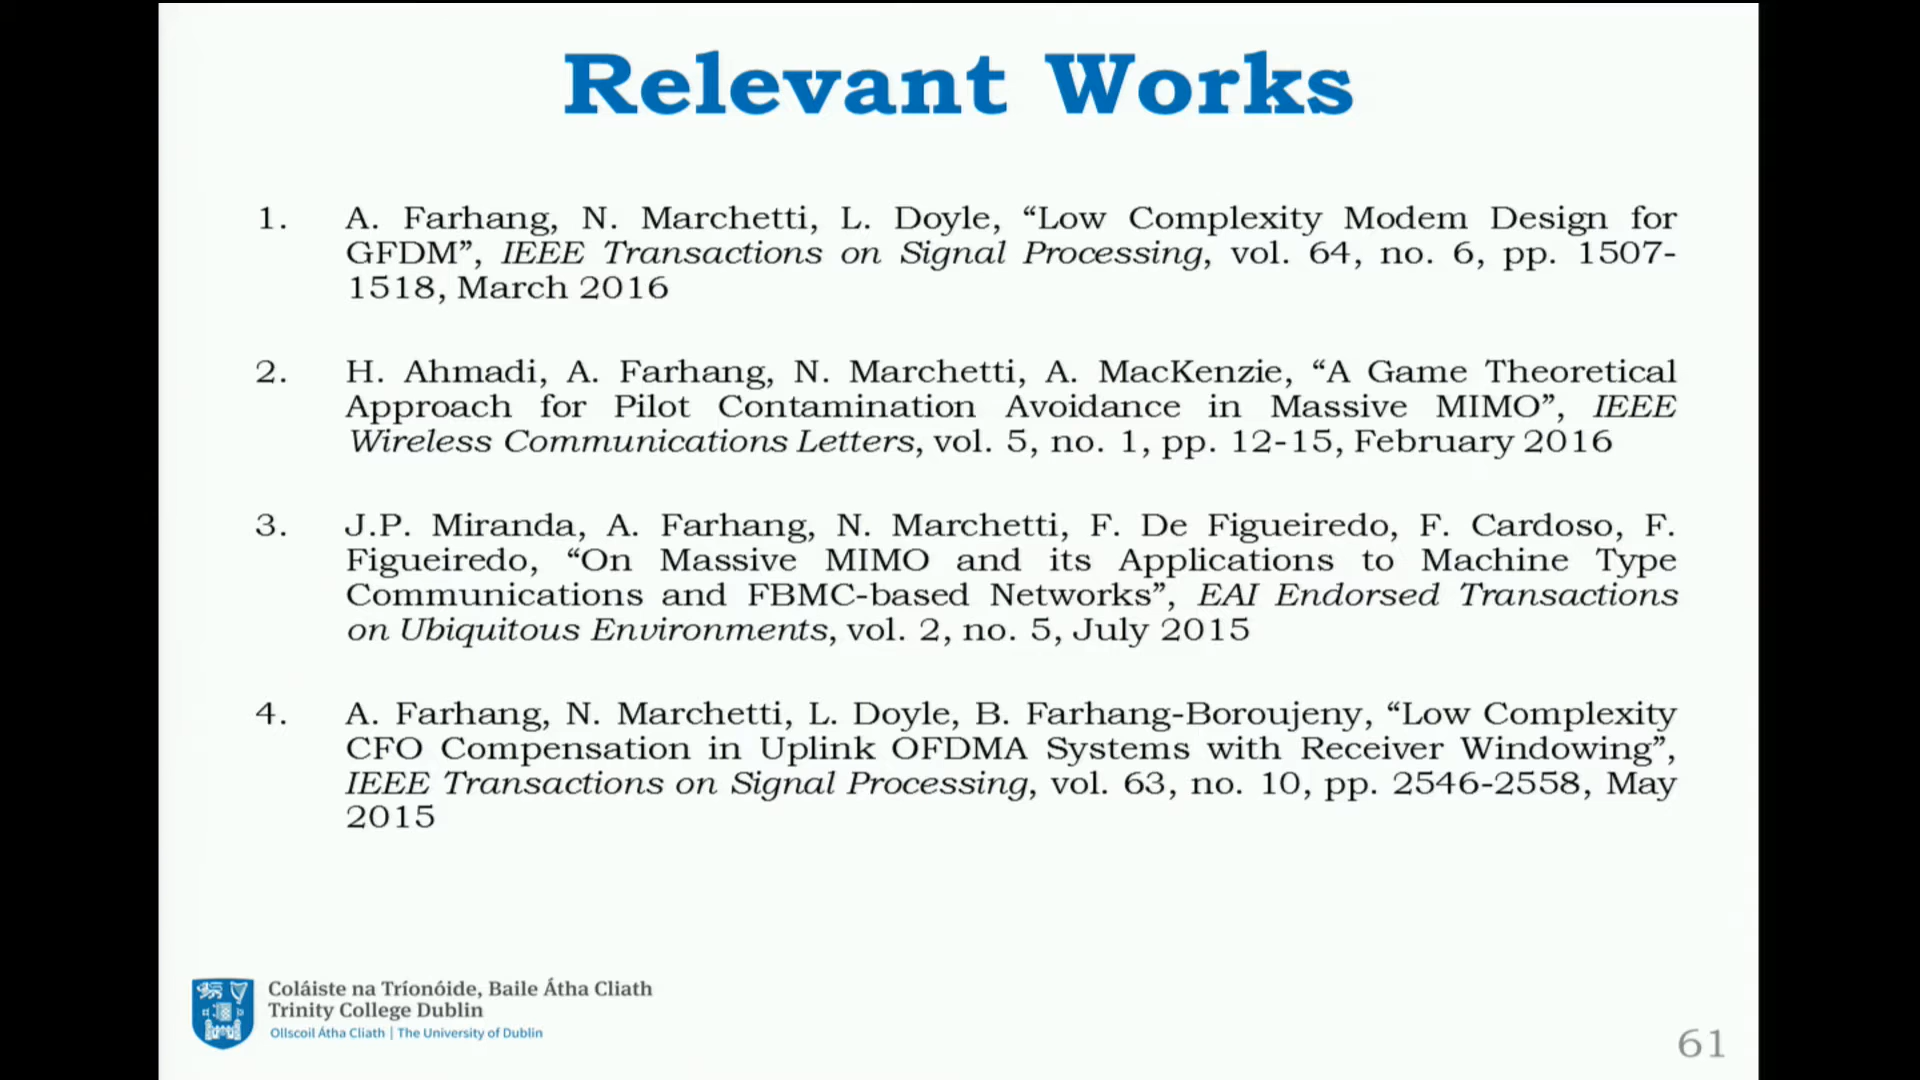 Relevant Works
1. A. Farhang, N. Marchetti, L. Doyle, “Low Complexity Modem Design for
GFDM”, IEEE Transactions on Signal Processing, vol. 64, no. 6, pp. 1507-
1518, March 2016
2. H. Ahmadi, A. Farhang, N. Marchetti, A. MacKenzie, “A Game Theoretical
Approach for Pilot Contamination Avoidance in Massive MIMO”, IEEE
Wireless Communications Letters, vol. 5, no. 1, pp. 12-15, February 2016
3. J.P. Miranda, A. Farhang, N. Marchetti, F. De Figueiredo, F. Cardoso, F.
Figueiredo, “On Massive MIMO and its Applications to Machine Type
Communications and FBMC-based Networks”, EAI Endorsed Transactions
on Ubiquitous Environments, vol. 2, no. 5, July 2015
4. A. Farhang, N. Marchetti, L. Doyle, B. Farhang-Boroujeny, “Low Complexity
CFO Compensation in Uplink OFDMA Systems with Receiver Windowing”,
IEEE Transactions on Signal Processing, vol. 63, no. 10, pp. 2546-2558, May
2015
Coláiste na Tríonóide, Baile Átha Cliath
Trinity College Dublin
Ollscoil Átha Cliath | The University of Dublin
61